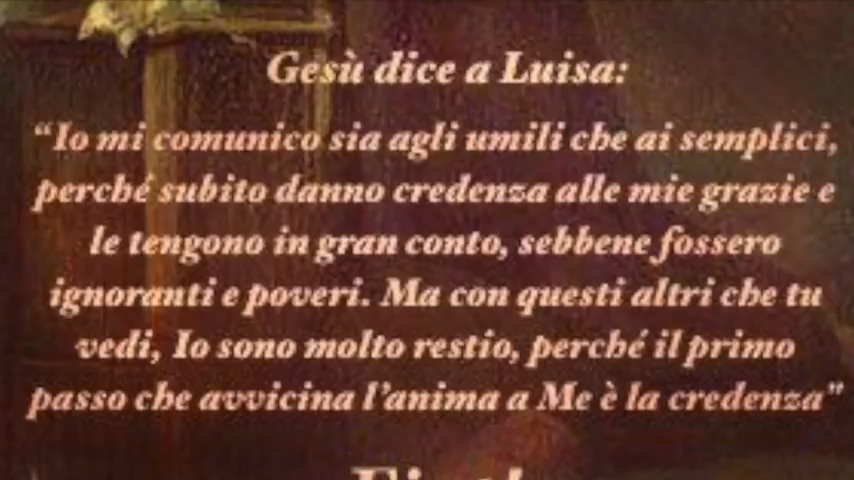 Gesù dice a Luisa:
“Io mi comunico sia agli umili che ai semplici,
perché subito danno credenza alle mie grazie e
le tengono in gran conto, sebbene fossero
ignoranti e poveri. Ma con questi altri che tu
vedi, Io sono molto restio, perché il primo
passo che avvicina l’anima a Me è la credenza"